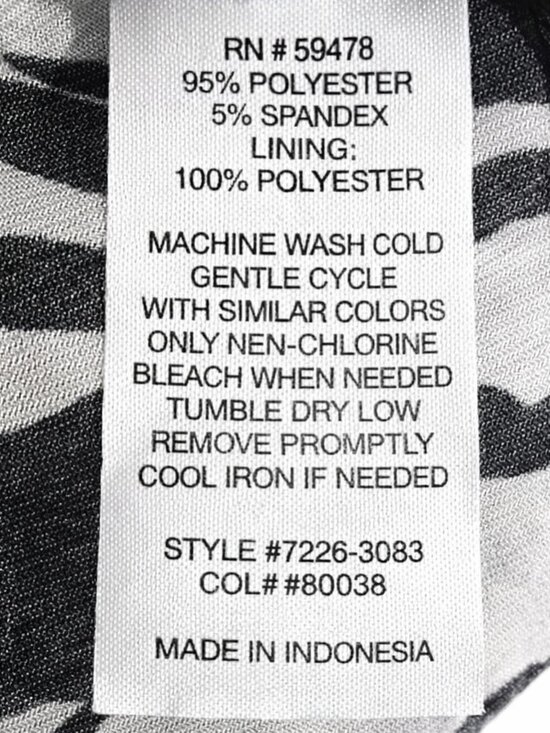 RN # 59478
95% POLYESTER
5% SPANDEX
LINING:
100% POLYESTER
MACHINE WASH COLD
GENTLE CYCLE
WITH SIMILAR COLORS
ONLY NEN-CHLORINE
BLEACH WHEN NEEDED
TUMBLE DRY LOW
REMOVE PROMPTLY
COOL IRON IF NEEDED
STYLE #7226-3083
COL# #80038
MADE IN INDONESIA